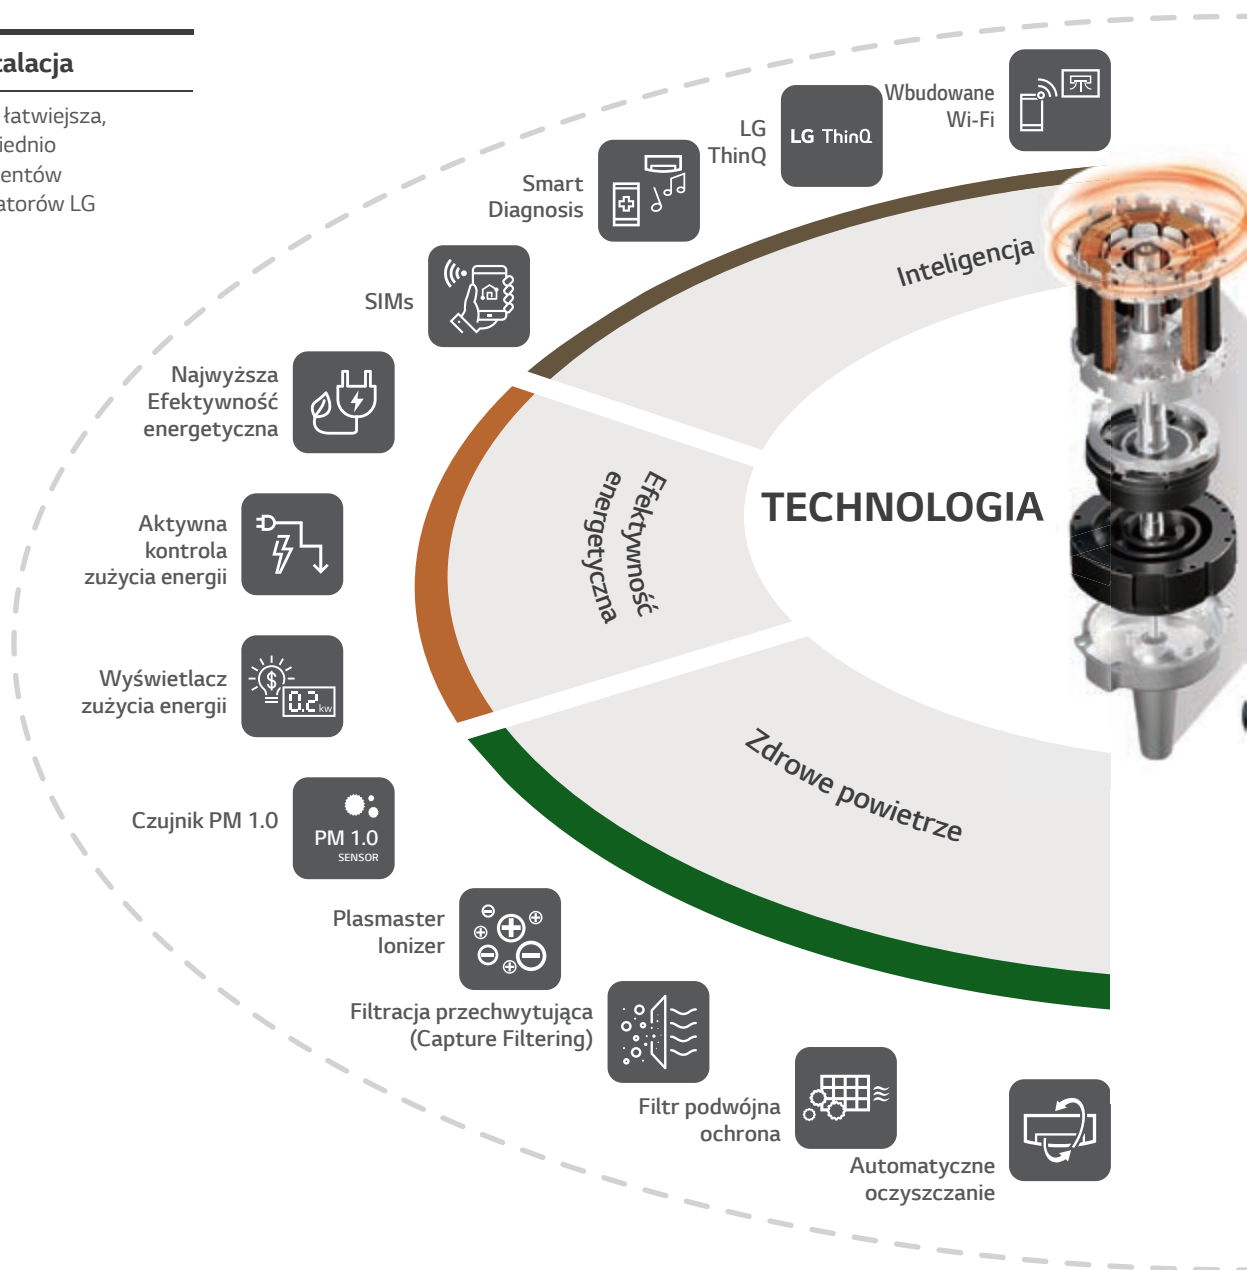 talacja
łatwiejsza,
iednio
entów
atorów LG
Wbudowane
Wi-Fi
LG
ThinQ
LG ThinQ
Smart
Diagnosis
SIMs
Najwyższa
Efektywność
energetyczna
Aktywna
kontrola
zużycia energii
Wyświetlacz
zużycia energii
$
0.2 kw
Czujnik PM 1.0
PM 1.0
SENSOR
Plasmaster
Ionizer
Filtracja przechwytująca
(Capture Filtering)
Filtr podwójna
ochrona
Automatyczne
oczyszczanie
Inteligencja
Efektywność
energetyczna
TECHNOLOGIA
Zdrowe powietrze